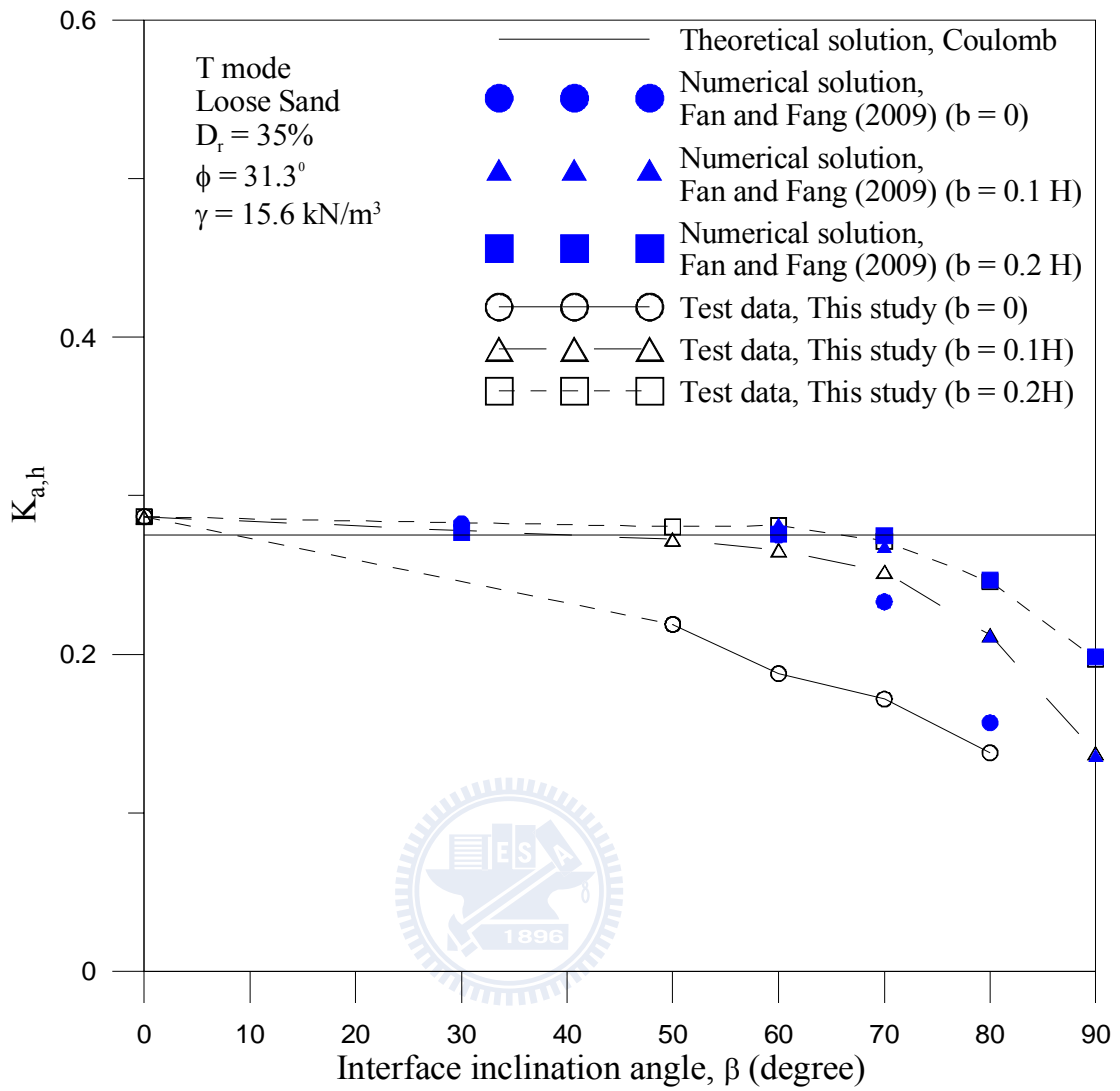 0.6
T mode
Loose Sand
Dr = 35%
ϕ = 31.3⁰
γ = 15.6 kN/m³
Theoretical solution, Coulomb
Numerical solution,
Fan and Fang (2009) (b = 0)
Numerical solution,
Fan and Fang (2009) (b = 0.1 H)
Numerical solution,
Fan and Fang (2009) (b = 0.2 H)
Test data, This study (b = 0)
Test data, This study (b = 0.1H)
Test data, This study (b = 0.2H)
0.4
Ka,h
0.2
E S A
1896
0
0 10 20 30 40 50 60 70 80 90
Interface inclination angle, β (degree)